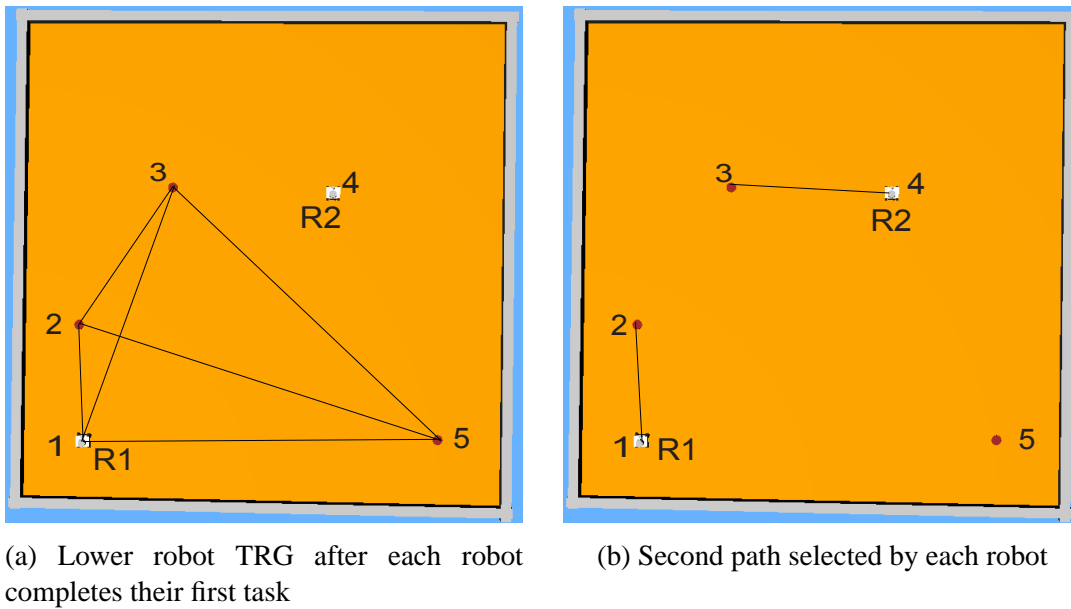 3
4
R2
2
1
R1
5
3
4
R2
2
1
R1
5
(a) Lower robot TRG after each robot
completes their first task
(b) Second path selected by each robot